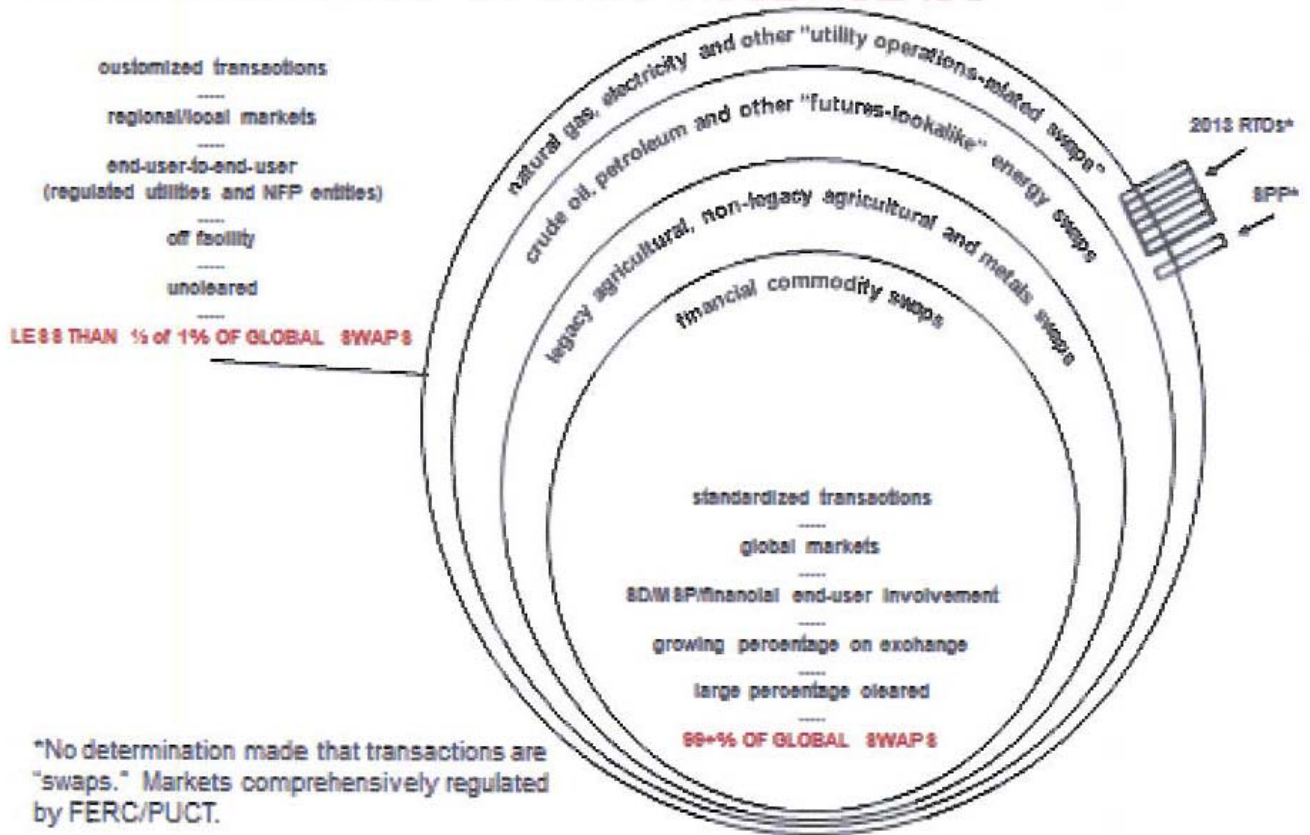 customized transactions
-----
regional/local markets
-----
end-user-to-end-user
(regulated utilities and NFP entities)
-----
off facility
-----
uncleared
-----
LESS THAN ½ of 1% OF GLOBAL SWAPS
natural gas, electricity and other "utility operations-related swaps"
crude oil, petroleum and other "futures-lookalike" energy swaps
legacy agricultural, non-legacy agricultural and metals swaps
financial commodity swaps
2013 RTOs*
SPP*
standardized transactions
-----
global markets
-----
SD/MSP/financial end-user involvement
-----
growing percentage on exchange
-----
large percentage cleared
-----
99+% OF GLOBAL SWAPS
*No determination made that transactions are
"swaps." Markets comprehensively regulated
by FERC/PUCT.